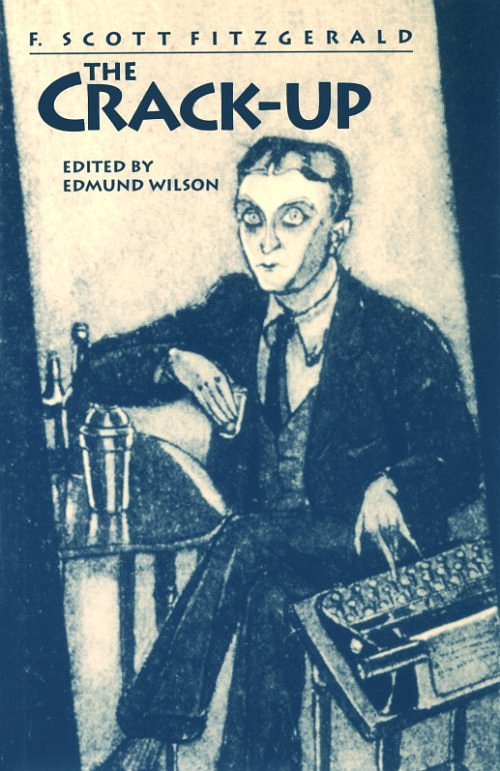 F. SCOTT FITZGERALD
THE
CRACK-UP
EDITED BY
EDMUND WILSON